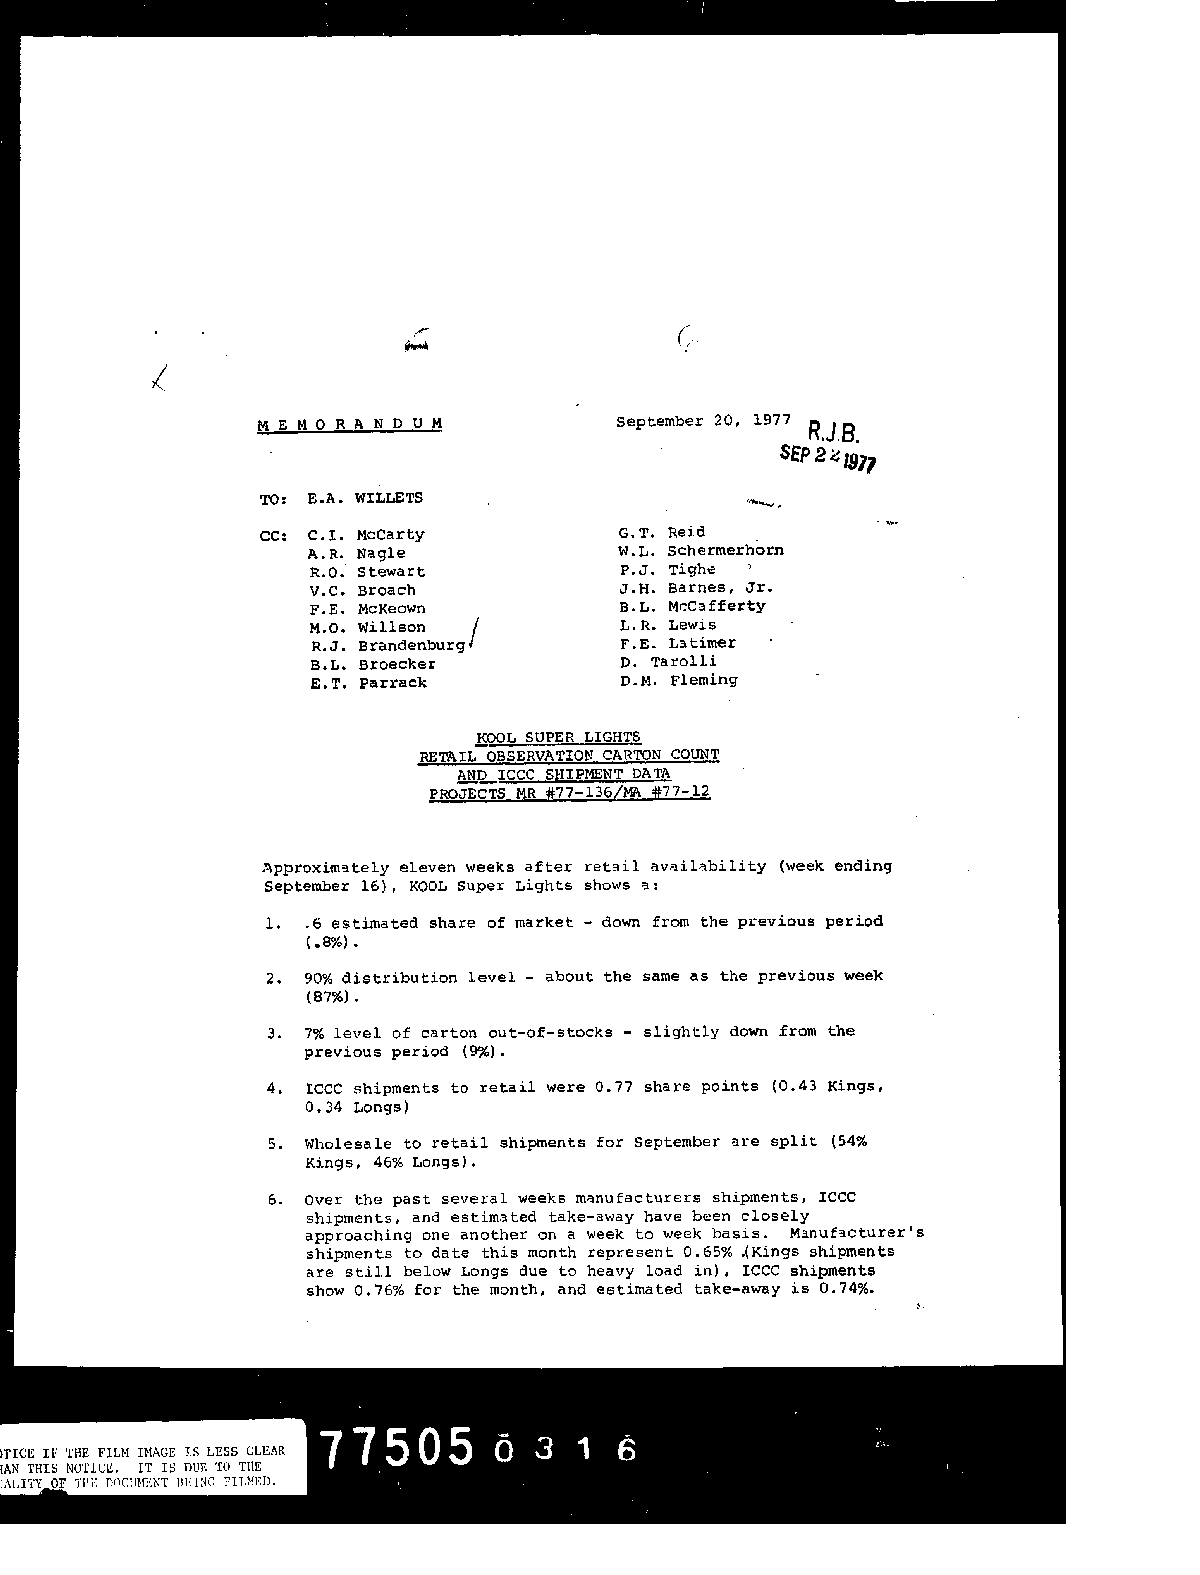 MEMORANDUM September 20, 1977
R.J.B.
SEP 22 1977
TO: E.A. WILLETS
CC: C.I. McCarty G.T. Reid
A.R. Nagle W.L. Schermerhorn
R.O. Stewart P.J. Tighe
V.C. Broach J.H. Barnes, Jr.
F.E. McKeown B.L. McCafferty
M.O. Willson L.R. Lewis
R.J. Brandenburg F.E. Latimer
B.L. Broecker D. Tarolli
E.T. Parrack D.M. Fleming
KOOL SUPER LIGHTS
RETAIL OBSERVATION CARTON COUNT
AND ICCC SHIPMENT DATA
PROJECTS MR #77-136/MA #77-12
Approximately eleven weeks after retail availability (week ending
September 16), KOOL Super Lights shows a:
1. .6 estimated share of market - down from the previous period
(.8%).
2. 90% distribution level - about the same as the previous week
(87%).
3. 7% level of carton out-of-stocks - slightly down from the
previous period (9%).
4. ICCC shipments to retail were 0.77 share points (0.43 Kings,
0.34 Longs)
5. Wholesale to retail shipments for September are split (54%
Kings, 46% Longs).
6. Over the past several weeks manufacturers shipments, ICCC
shipments, and estimated take-away have been closely
approaching one another on a week to week basis. Manufacturer's
shipments to date this month represent 0.65% (Kings shipments
are still below Longs due to heavy load in), ICCC shipments
show 0.76% for the month, and estimated take-away is 0.74%.
OTICE IF THE FILM IMAGE IS LESS CLEAR
HAN THIS NOTICE, IT IS DUE TO THE
ALITY OF THE DOCUMENT BEING FILMED.
77505 0316